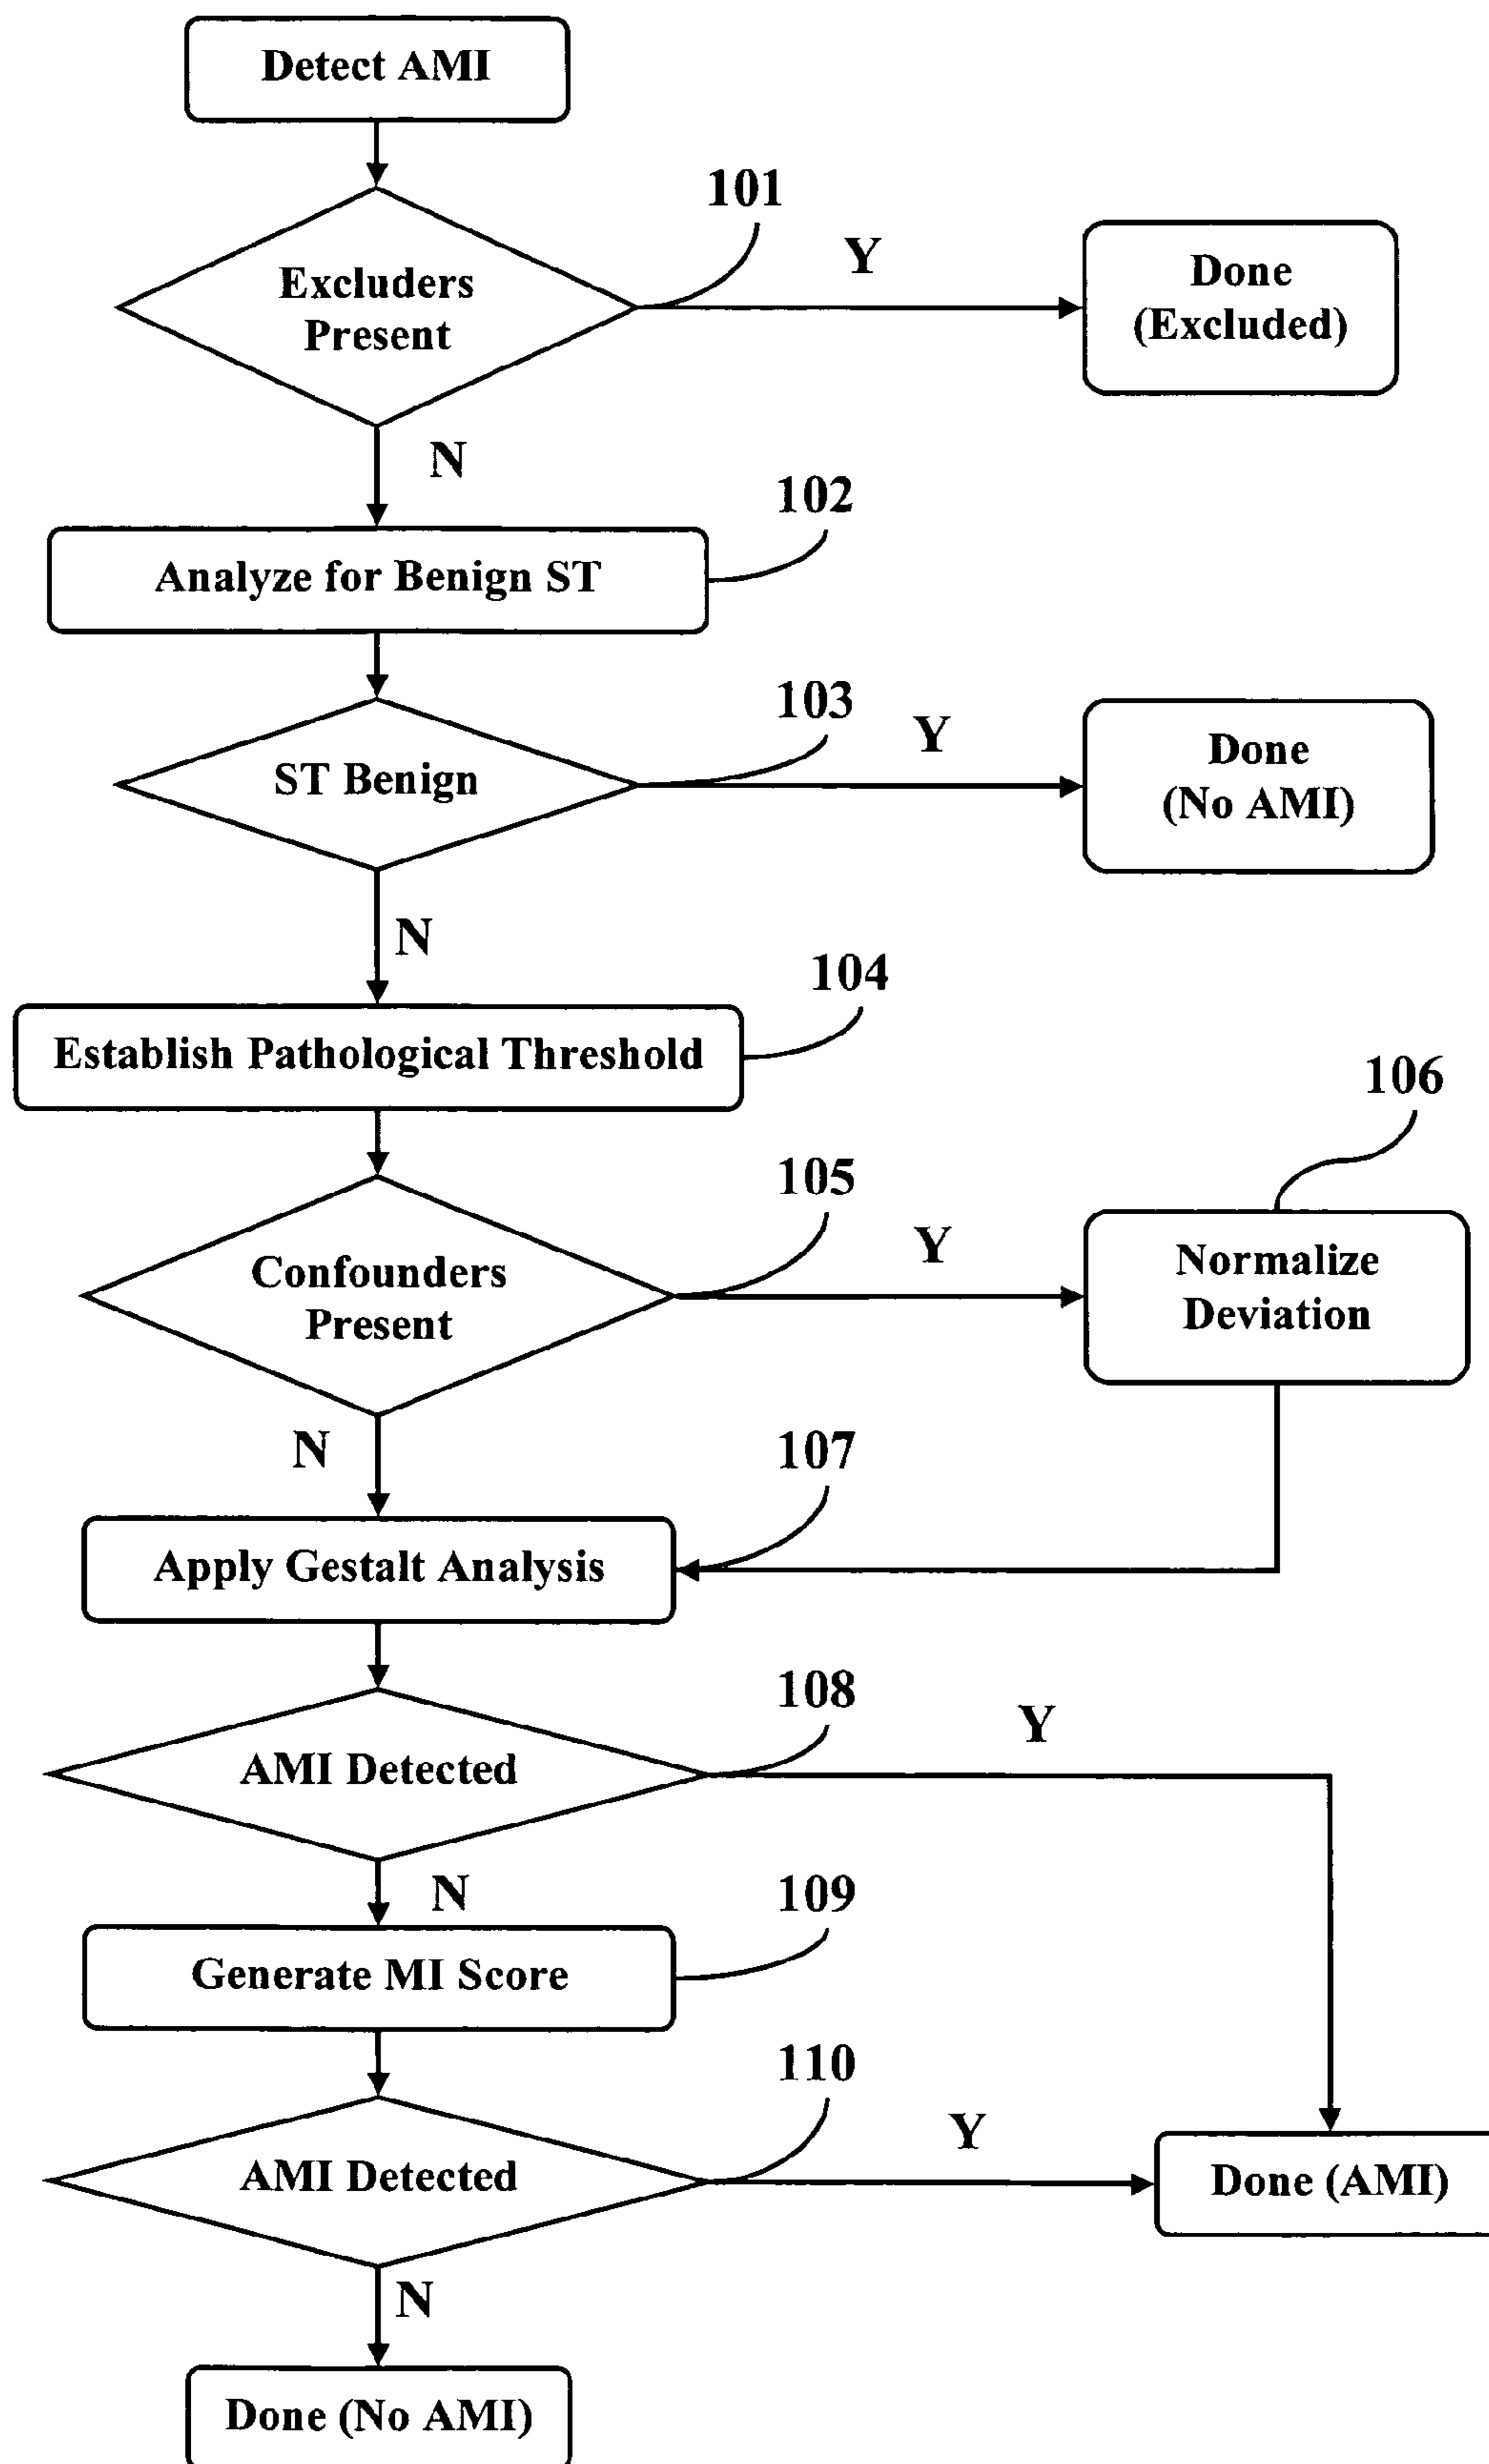 Detect AMI
101
Y
Excluders
Present
Done
(Excluded)
N
102
Analyze for Benign ST
103
Y
ST Benign
Done
(No AMI)
N
104
Establish Pathological Threshold
106
105
Y
Confounders
Present
Normalize
Deviation
N
107
Apply Gestalt Analysis
108
Y
AMI Detected
N
109
Generate MI Score
110
Y
AMI Detected
Done (AMI)
N
Done (No AMI)